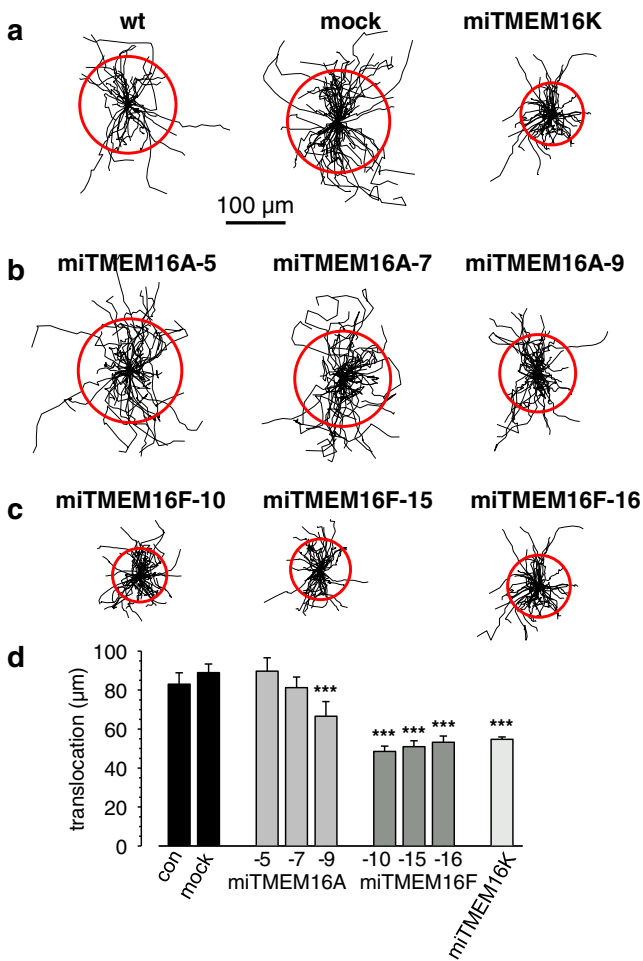 a
wt mock miTMEM16K
100 µm
b
miTMEM16A-5 miTMEM16A-7 miTMEM16A-9
c
miTMEM16F-10 miTMEM16F-15 miTMEM16F-16
d
translocation (µm)
100
80
60
40
20
0
***
*** *** *** ***
con mock -5 -7 -9 -10 -15 -16 miTMEM16K
miTMEM16A miTMEM16F